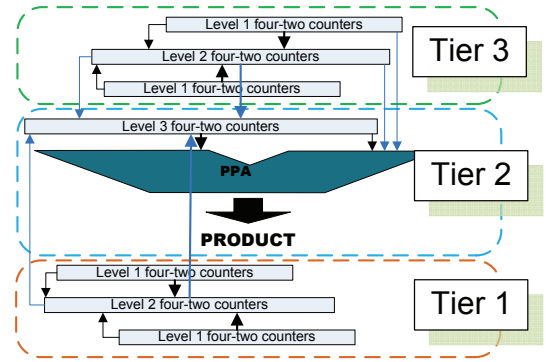 Level 1 four-two counters
Level 2 four-two counters
Level 1 four-two counters
Tier 3
Level 3 four-two counters
PPA
Tier 2
PRODUCT
Level 1 four-two counters
Level 2 four-two counters
Level 1 four-two counters
Tier 1